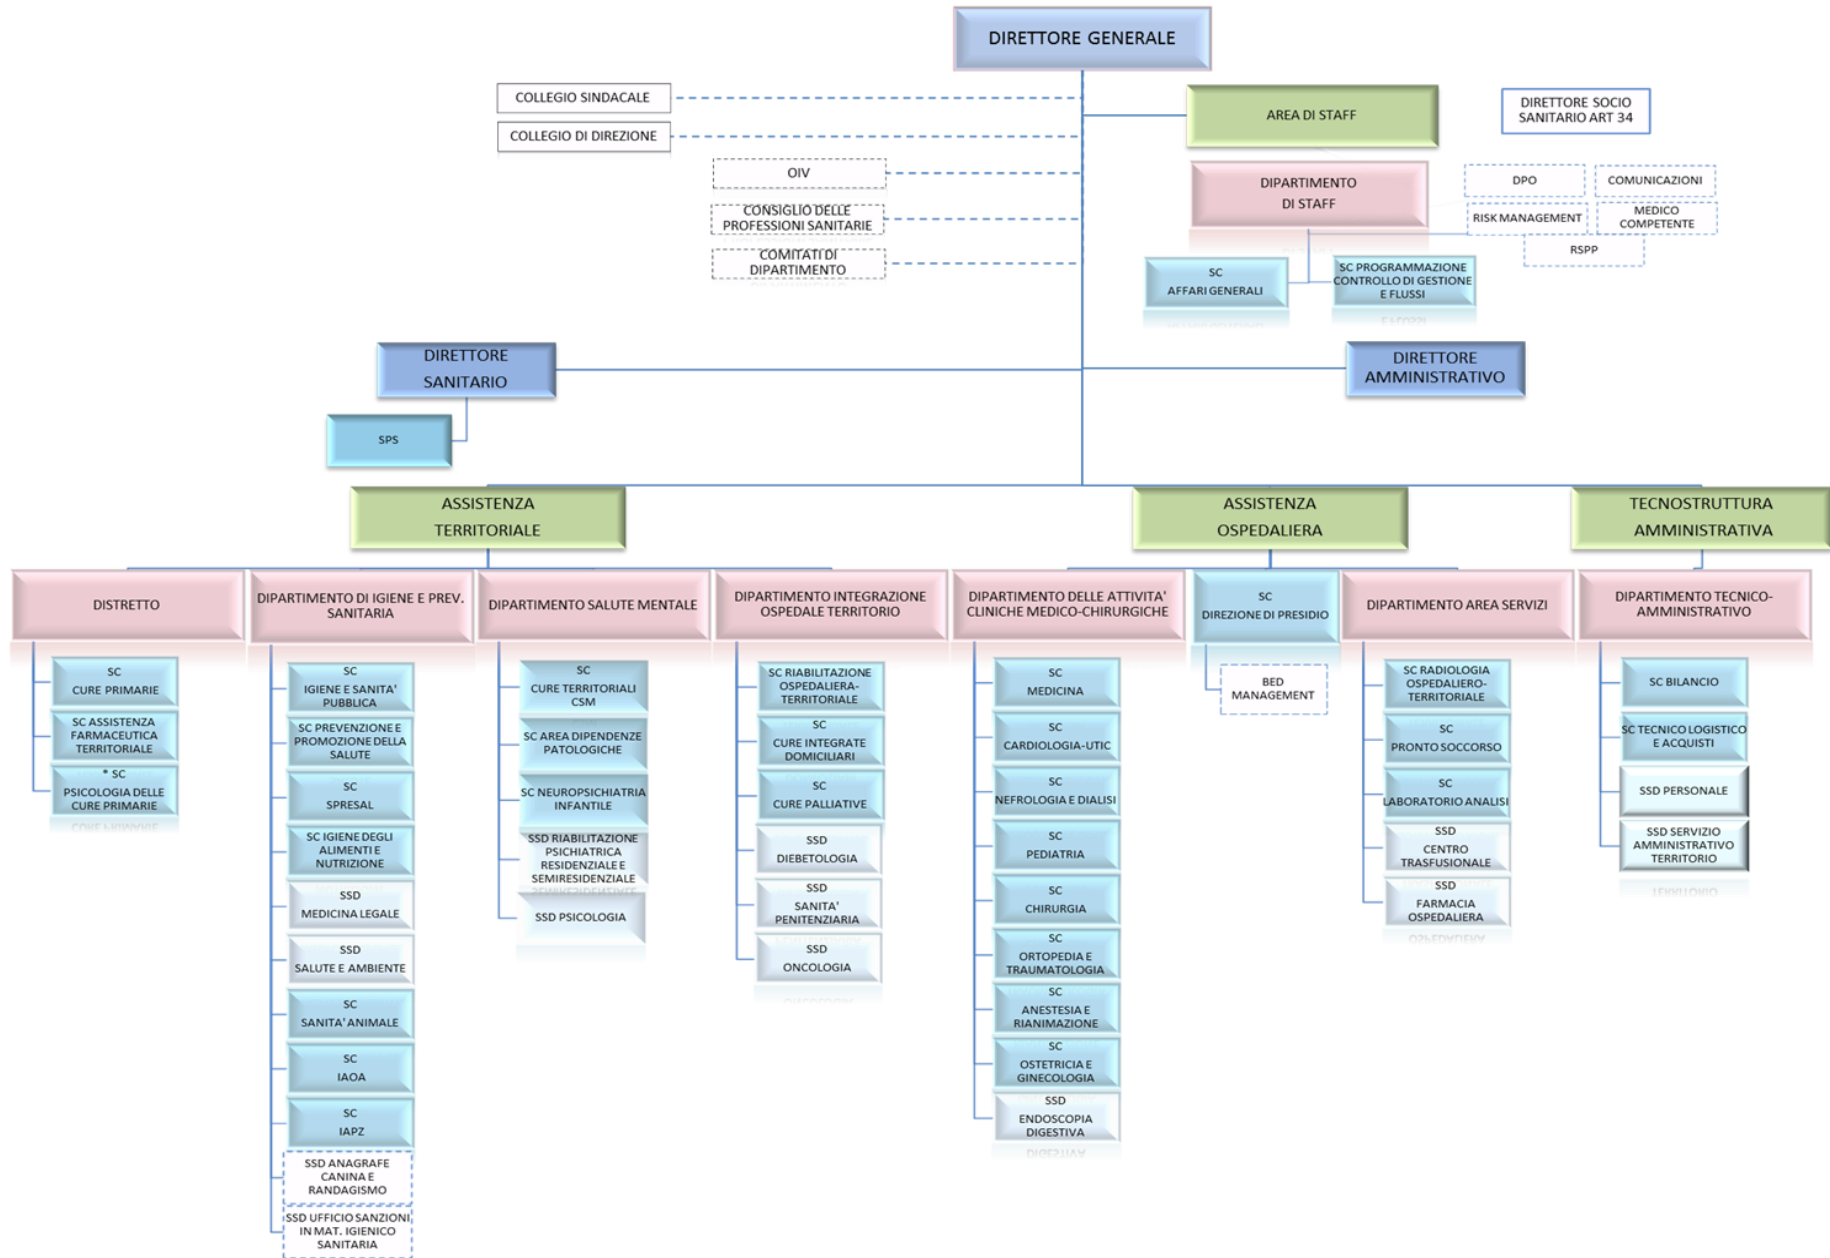 DIRETTORE GENERALE
COLLEGIO SINDACALE
COLLEGIO DI DIREZIONE
OIV
CONSIGLIO DELLE
PROFESSIONI SANITARIE
COMITATI DI
DIPARTIMENTO
AREA DI STAFF
DIRETTORE SOCIO
SANITARIO ART 34
DIPARTIMENTO
DI STAFF
DPO
COMUNICAZIONI
RISK MANAGEMENT
MEDICO
COMPETENTE
RSPP
SC
AFFARI GENERALI
SC PROGRAMMAZIONE
CONTROLLO DI GESTIONE
E FLUSSI
DIRETTORE
SANITARIO
DIRETTORE
AMMINISTRATIVO
SPS
ASSISTENZA
TERRITORIALE
ASSISTENZA
OSPEDALIERA
TECNOSTRUTTURA
AMMINISTRATIVA
DISTRETTO
SC
CURE PRIMARIE
SC ASSISTENZA
FARMACEUTICA
TERRITORIALE
* SC
PSICOLOGIA DELLE
CURE PRIMARIE
DIPARTIMENTO DI IGIENE E PREV.
SANITARIA
SC
IGIENE E SANITA'
PUBBLICA
SC PREVENZIONE E
PROMOZIONE DELLA
SALUTE
SC
SPRESAL
SC IGIENE DEGLI
ALIMENTI E
NUTRIZIONE
SSD
MEDICINA LEGALE
SSD
SALUTE E AMBIENTE
SC
SANITA' ANIMALE
SC
IAOA
SC
IAPZ
SSD ANAGRAFE
CANINA E
RANDAGISMO
SSD UFFICIO SANZIONI
IN MAT. IGIENICO
SANITARIA
DIPARTIMENTO SALUTE MENTALE
SC
CURE TERRITORIALI
CSM
SC AREA DIPENDENZE
PATOLOGICHE
SC NEUROPSICHIATRIA
INFANTILE
SSD RIABILITAZIONE
PSICHIATRICA
RESIDENZIALE E
SEMIRESIDENZIALE
SSD PSICOLOGIA
DIPARTIMENTO INTEGRAZIONE
OSPEDALE TERRITORIO
SC RIABILITAZIONE
OSPEDALIERA-
TERRITORIALE
SC
CURE INTEGRATE
DOMICILIARI
SC
CURE PALLIATIVE
SSD
DIEBETOLOGIA
SSD
SANITA'
PENITENZIARIA
SSD
ONCOLOGIA
DIPARTIMENTO DELLE ATTIVITA'
CLINICHE MEDICO-CHIRURGICHE
SC
MEDICINA
SC
CARDIOLOGIA-UTIC
SC
NEFROLOGIA E DIALISI
SC
PEDIATRIA
SC
CHIRURGIA
SC
ORTOPEDIA E
TRAUMATOLOGIA
SC
ANESTESIA E
RIANIMAZIONE
SC
OSTETRICIA E
GINECOLOGIA
SSD
ENDOSCOPIA
DIGESTIVA
SC
DIREZIONE DI PRESIDIO
BED
MANAGEMENT
DIPARTIMENTO AREA SERVIZI
SC RADIOLOGIA
OSPEDALIERO-
TERRITORIALE
SC
PRONTO SOCCORSO
SC
LABORATORIO ANALISI
SSD
CENTRO
TRASFUSIONALE
SSD
FARMACIA
OSPEDALIERA
DIPARTIMENTO TECNICO-
AMMINISTRATIVO
SC BILANCIO
SC TECNICO LOGISTICO
E ACQUISTI
SSD PERSONALE
SSD SERVIZIO
AMMINISTRATIVO
TERRITORIO